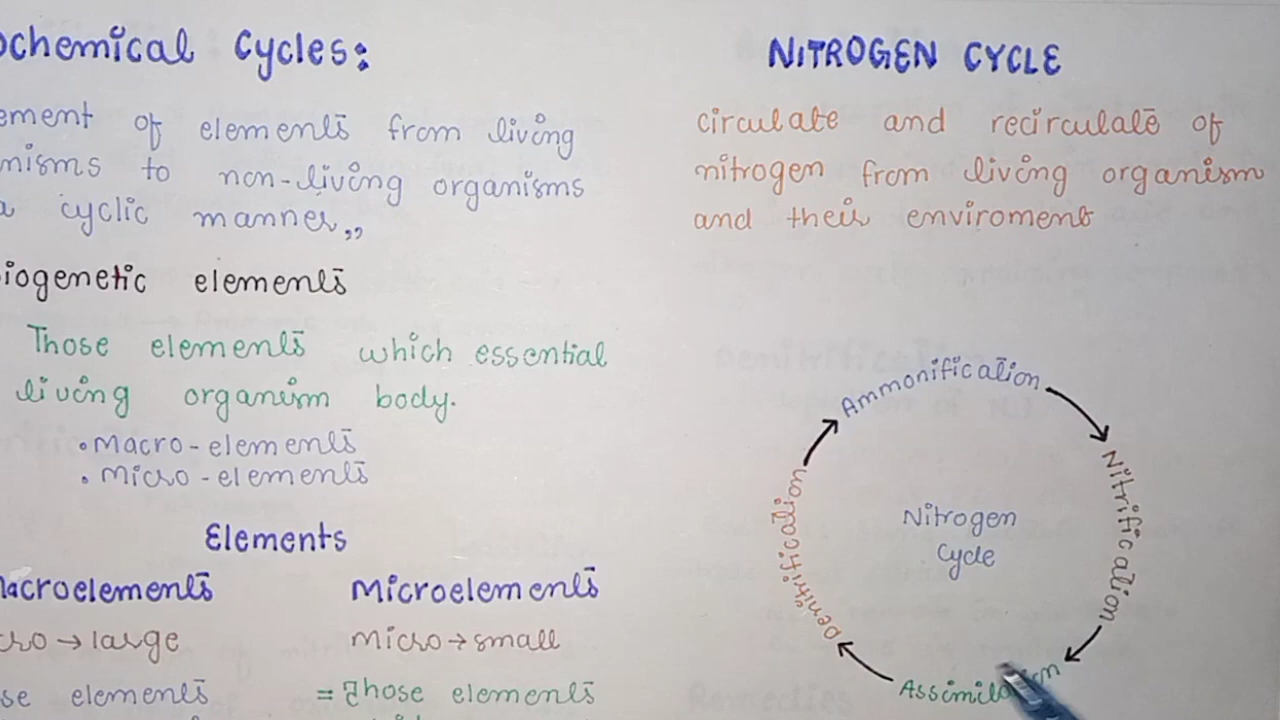 ochemical Cycles:
ement of elements from living
nisms to non-living organisms
a cyclic manner,,
iogenetic elements
Those elements which essential
living organism body.
• Macro-elements
• Micro-elements
Elements
Macroelements Microelements
cro → large Micro → small
se elements = Those elements
NITROGEN CYCLE
circulate and recirculate of
nitrogen from living organism
and their enviroment
Ammonification
Nitrification
Assimilation
Denitrification
Nitrogen
Cycle